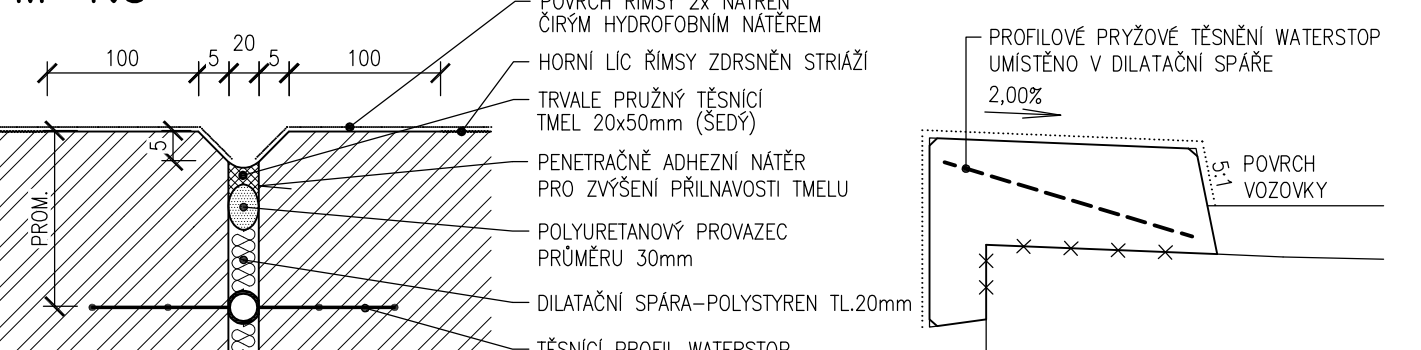 POVRCH ŘÍMSY 2x NATŘEN
ČIRÝM HYDROFOBNÍM NÁTĚREM
HORNÍ LÍC ŘÍMSY ZDRSNĚN STRIÁŽÍ
TRVALE PRUŽNÝ TĚSNÍCÍ
TMEL 20x50mm (ŠEDÝ)
PENETRAČNĚ ADHEZNÍ NÁTĚR
PRO ZVÝŠENÍ PŘILNAVOSTI TMELU
POLYURETANOVÝ PROVAZEC
PRŮMĚRU 30mm
DILATAČNÍ SPÁRA-POLYSTYREN TL.20mm
TĚSNÍCÍ PROFIL WATERSTOP
100
5
20
5
100
5
PROM.
PROFILOVÉ PRYŽOVÉ TĚSNĚNÍ WATERSTOP
UMÍSTĚNO V DILATAČNÍ SPÁŘE
2,00%
5:1
POVRCH
VOZOVKY